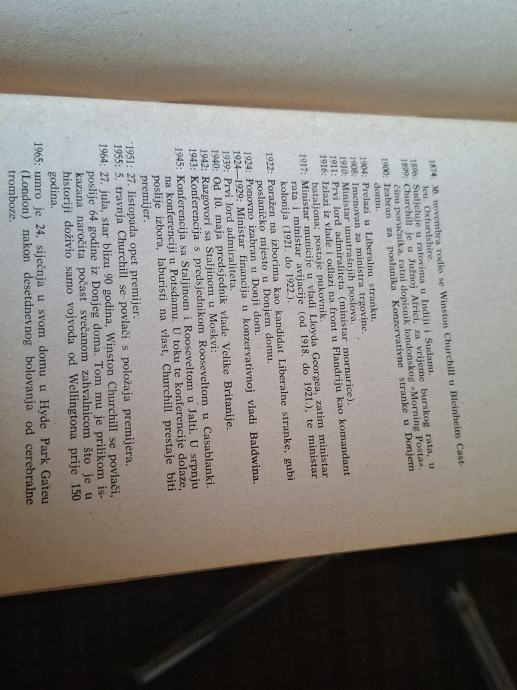 1874: 30. novembra rodio se Winston Churchill u Bleinheim Cast-
leu, Oxfordshire.
1896: Sudjeluje u ratovima u Indiji i Sudanu.
1899: Churchill je u Južnoj Africi, za vrijeme burskog rata, u
činu poručnika, ratni dopisnik londonskog »Morning Posta«.
1900: Izabran za poslanika Konzervativne stranke u Donjem
domu.
1904: Prelazi u Liberalnu stranku.
1908: Imenovan za ministra trgovine.
1910: Ministar unutrašnjih poslova.
1911: Prvi lord admiraliteta (ministar mornarice).
1916: Izlazi iz vlade i odlazi na front u Flandriju kao komandant
bataljona; postaje pukovnik.
1917: Ministar municije u vladi Lloyda Georgea, zatim ministar
rata i ministar avijacije (od 1918. do 1921.), te ministar
kolonija (1921. do 1922.).
1922: Poražen na izborima kao kandidat Liberalne stranke, gubi
poslaničko mjesto u Donjem domu.
1924: Ponovno izabran u Donji dom.
1924—1929: Ministar financija u konzervativnoj vladi Baldwina.
1939: Prvi lord admiraliteta.
1940: Od 10. maja predsjednik vlade Velike Britanije.
1942: Razgovori sa Staljinom u Moskvi:
1943: Konferencija s predsjednikom Rooseveltom u Casablanki.
1945: Konferencija sa Staljinom i Rooseveltom u Jalti. U srpnju
na konferenciji u Potsdamu. U toku te konferencije dolaze,
poslije izbora, laburisti na vlast, Churchill prestaje biti
premijer.
1951: 27. listopada opet premijer.
1955: 5. travnja Churchill se povlači s položaja premijera.
1964: 27. jula, star blizu 90 godina, Winston Churchill se povlači,
poslije 64 godine iz Donjeg doma. Tom mu je prilikom is-
kazana naročita počast svečanom zahvalnicom što je u
historiji doživio samo vojvoda od Wellingtona prije 150
godina.
1965: umro je 24. siječnja u svom domu u Hyde Park Gateu
(London) nakon desetdnevnog bolovanja od cerebralne
tromboze.